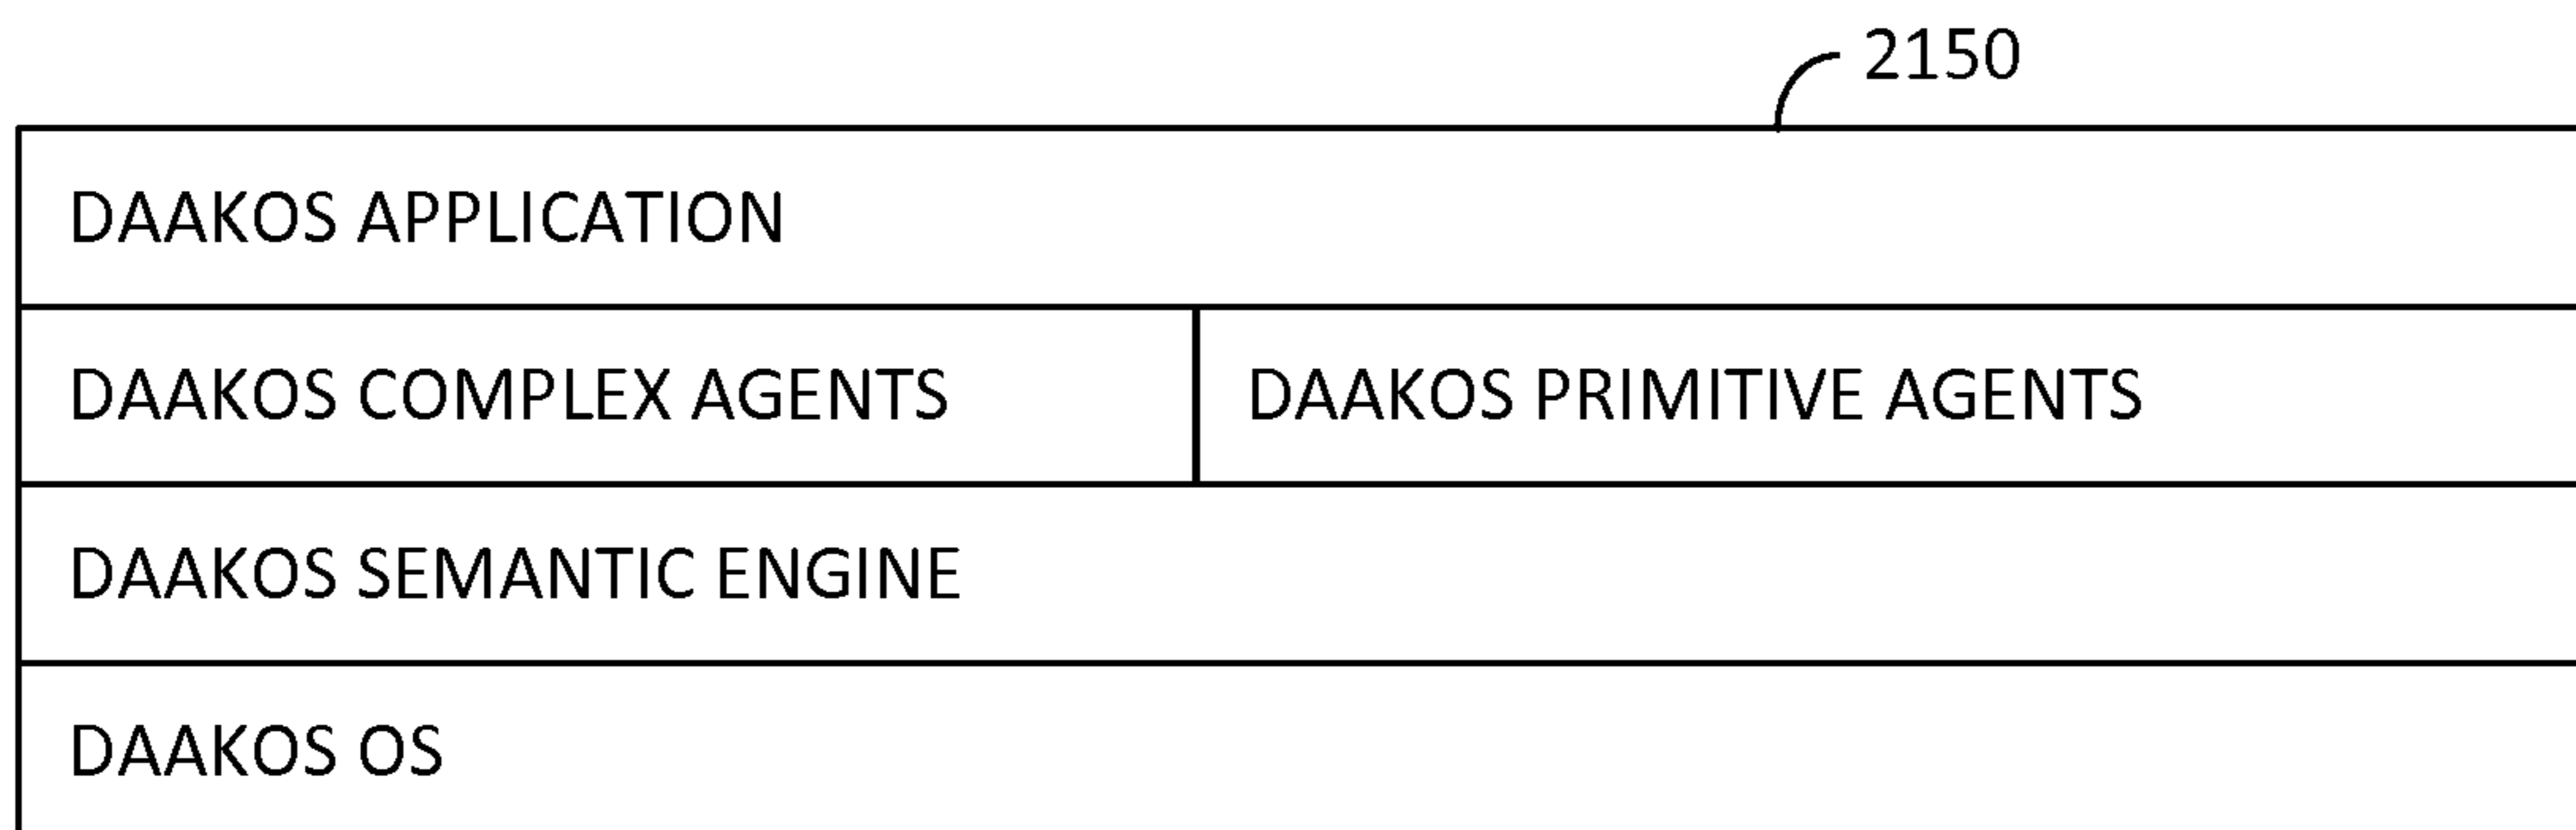 2150
DAAKOS APPLICATION
DAAKOS COMPLEX AGENTS
DAAKOS PRIMITIVE AGENTS
DAAKOS SEMANTIC ENGINE
DAAKOS OS